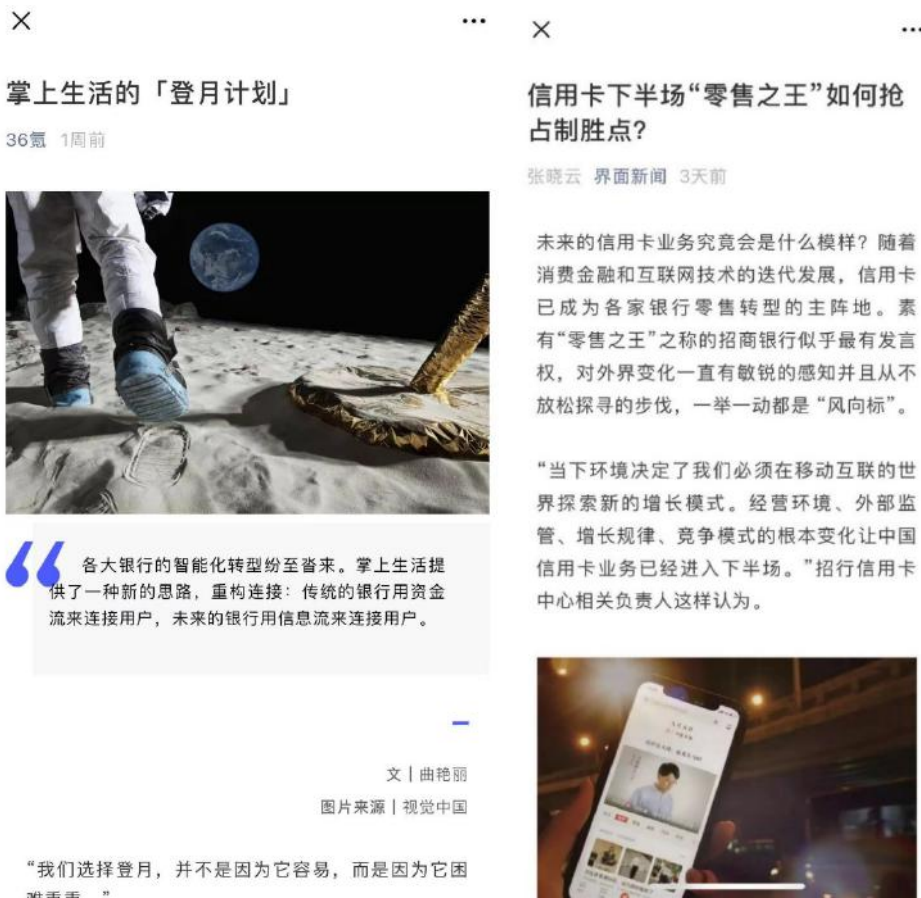 掌上生活的「登月计划」
36氪 1周前
各大银行的智能化转型纷至沓来。掌上生活提
供了一种新的思路，重构连接：传统的银行用资金
流来连接用户，未来的银行用信息流来连接用户。
文 | 曲艳丽
图片来源 | 视觉中国
“我们选择登月，并不是因为它容易，而是因为它困
信用卡下半场“零售之王”如何抢
占制胜点？
张晓云 界面新闻 3天前
未来的信用卡业务究竟会是什么模样？随着
消费金融和互联网技术的迭代发展，信用卡
已成为各家银行零售转型的主阵地。素
有“零售之王”之称的招商银行似乎最有发言
权，对外界变化一直有敏锐的感知并且从不
放松探寻的步伐，一举一动都是“风向标”。
“当下环境决定了我们必须在移动互联的世
界探索新的增长模式。经营环境、外部监
管、增长规律、竞争模式的根本变化让中国
信用卡业务已经进入下半场。”招行信用卡
中心相关负责人这样认为。